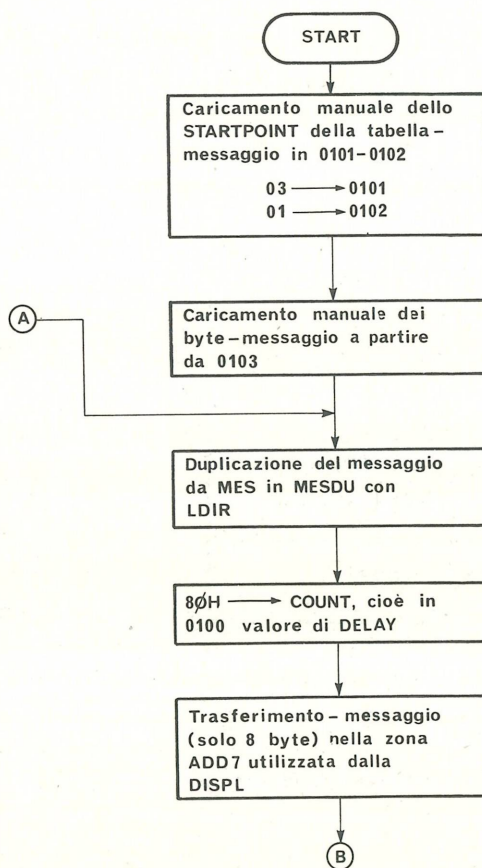 START
Caricamento manuale dello
STARTPOINT della tabella–
messaggio in 0101–0102
03 ⟶ 0101
01 ⟶ 0102
A
Caricamento manuale dei
byte–messaggio a partire
da 0103
Duplicazione del messaggio
da MES in MESDU con
LDIR
8ØH ⟶ COUNT, cioè in
0100 valore di DELAY
Trasferimento–messaggio
(solo 8 byte) nella zona
ADD7 utilizzata dalla
DISPL
B